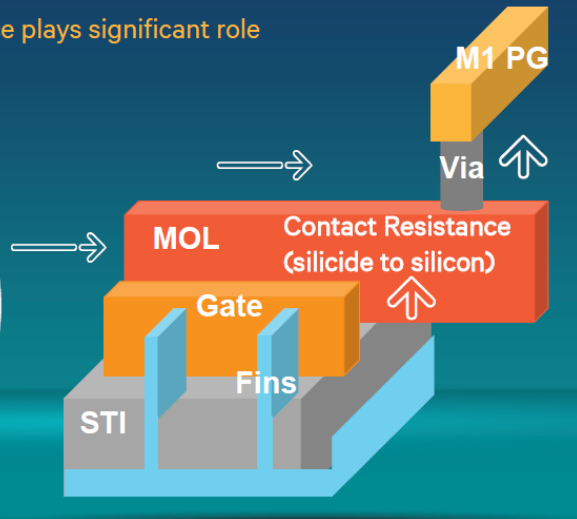 e plays significant role
M1 PG
Via
MOL
Contact Resistance
(silicide to silicon)
Gate
Fins
STI